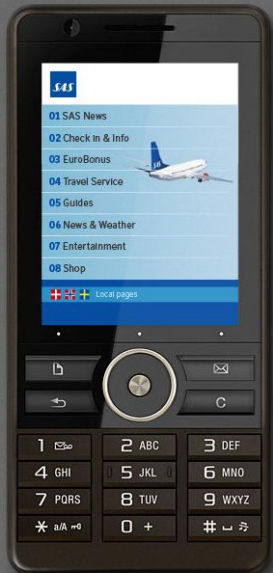 SAS
01 SAS News
02 Check in & Info
03 EuroBonus
04 Travel Service
05 Guides
06 News & Weather
07 Entertainment
08 Shop
Local pages
C
1 2 ABC 3 DEF
4 GHI 5 JKL 6 MNO
7 PQRS 8 TUV 9 WXYZ
* a/A 0 + #